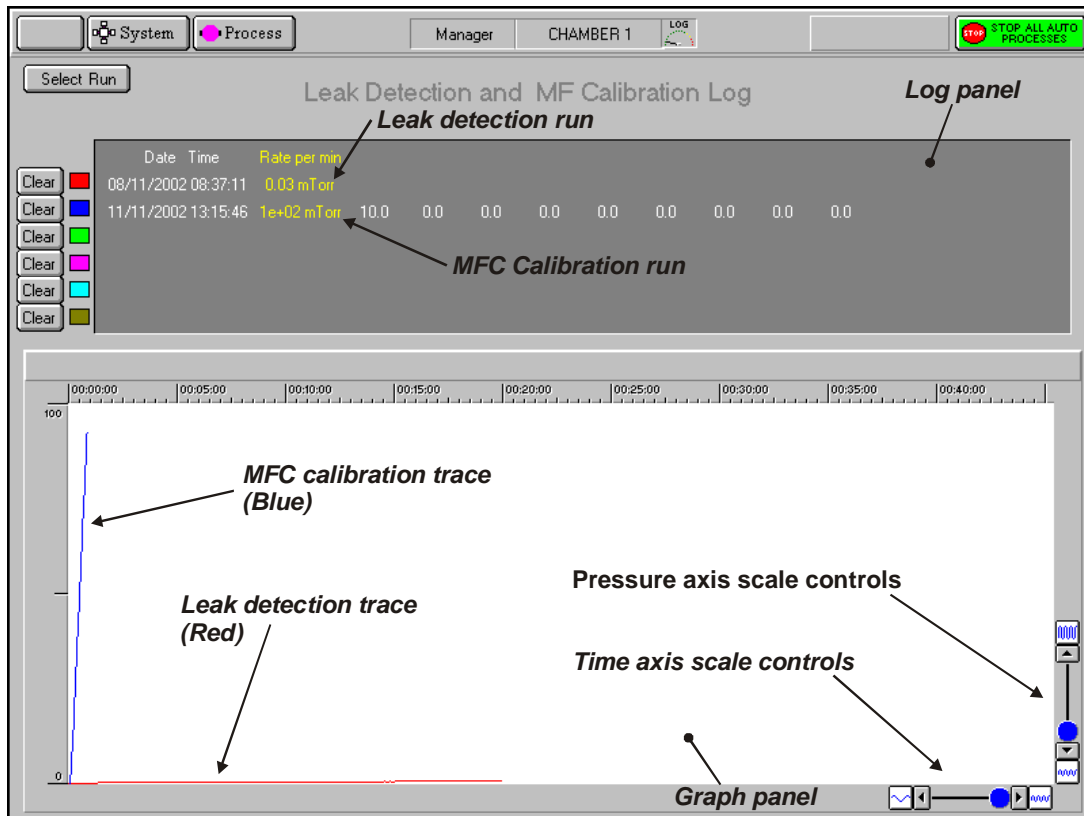 System Process Manager CHAMBER 1 LOG STOP STOP ALL AUTO
PROCESSES
Select Run
Leak Detection and MF Calibration Log
Log panel
Leak detection run
Date Time Rate per min
Clear 08/11/2002 08:37:11 0.03 mTorr
Clear 11/11/2002 13:15:46 1e+02 mTorr 10.0 0.0 0.0 0.0 0.0 0.0 0.0 0.0 0.0
Clear
Clear
MFC Calibration run
Clear
Clear
00:00:00 00:05:00 00:10:00 00:15:00 00:20:00 00:25:00 00:30:00 00:35:00 00:40:00
100
MFC calibration trace
(Blue)
Pressure axis scale controls
Leak detection trace
(Red)
Time axis scale controls
0
Graph panel